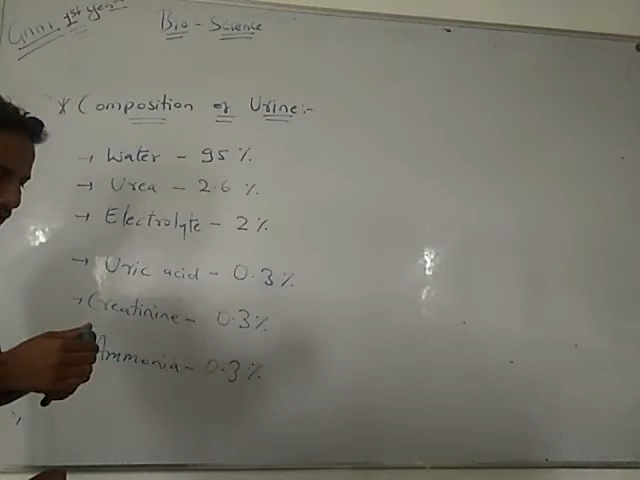 Gnm 1st year
Bio - Science
* Composition of Urine:-
→ Water - 95 %
→ Urea - 2.6 %
→ Electrolyte - 2 %
→ Uric acid - 0.3 %
→ Creatinine - 0.3 %
Ammonia - 0.3 %